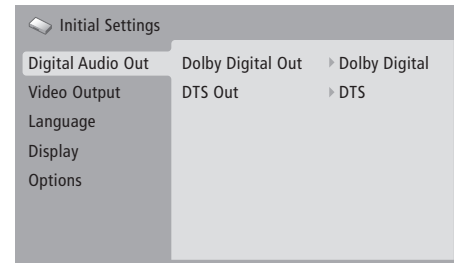 Initial Settings
Digital Audio Out Dolby Digital Out Dolby Digital
Video Output DTS Out DTS
Language
Display
Options